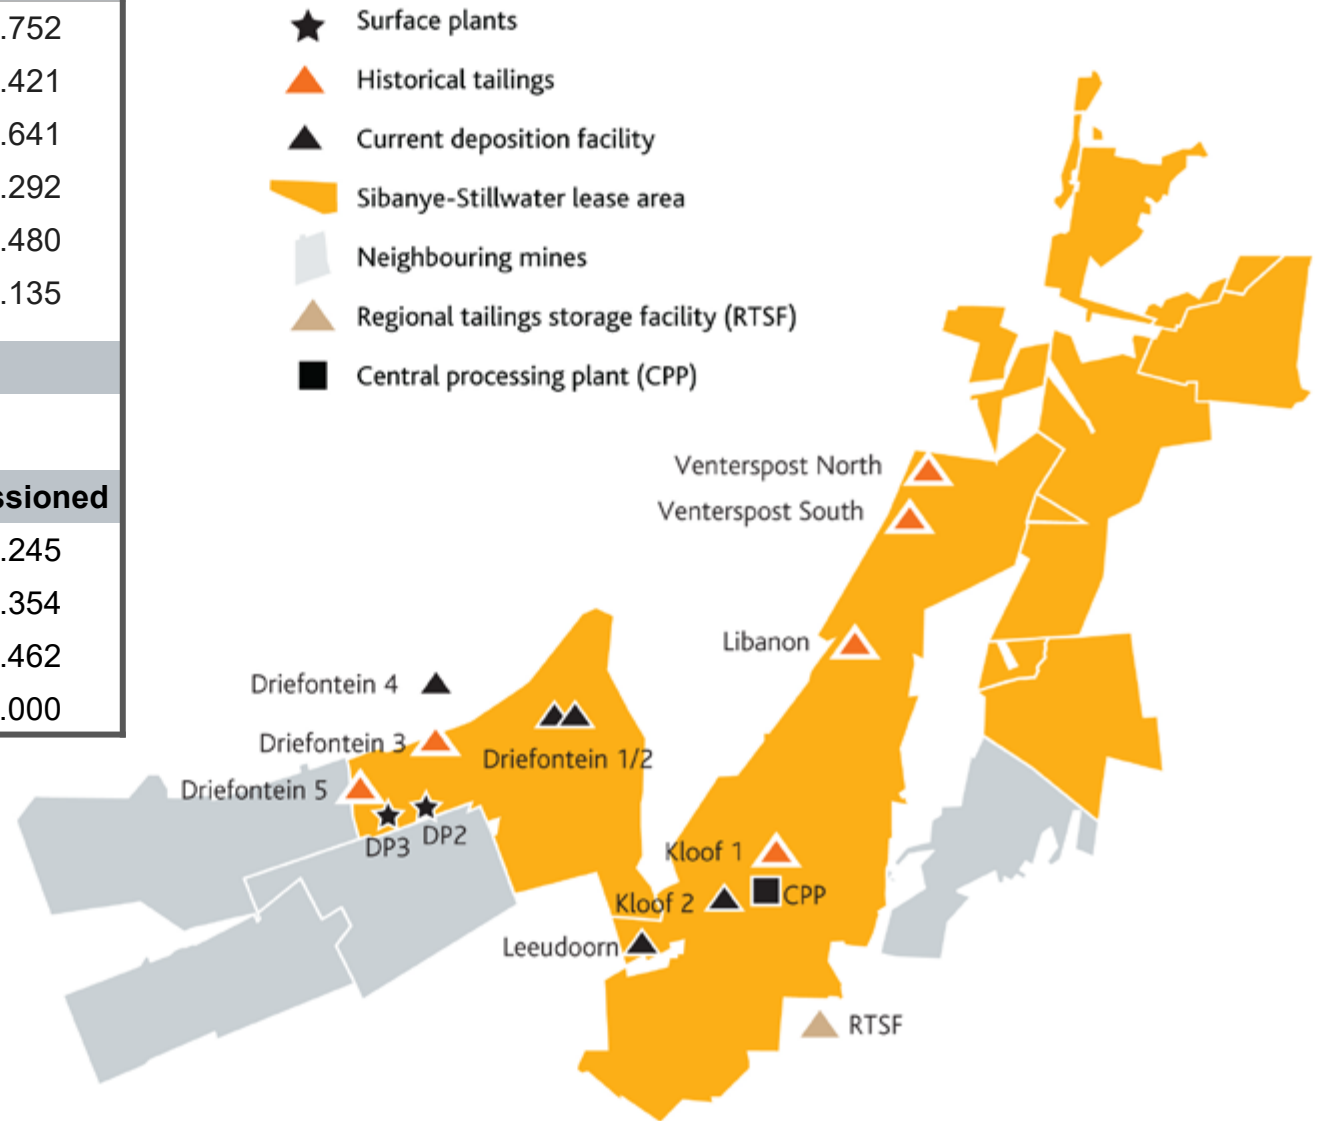 .752
.421
.641
.292
.480
.135
ssioned
.245
.354
.462
.000
Surface plants
Historical tailings
Current deposition facility
Sibanye-Stillwater lease area
Neighbouring mines
Regional tailings storage facility (RTSF)
Central processing plant (CPP)
Venterspost North
Venterspost South
Libanon
Driefontein 4
Driefontein 3
Driefontein 1/2
Driefontein 5
DP3
DP2
Kloof 1
CPP
Kloof 2
Leeudoorn
RTSF